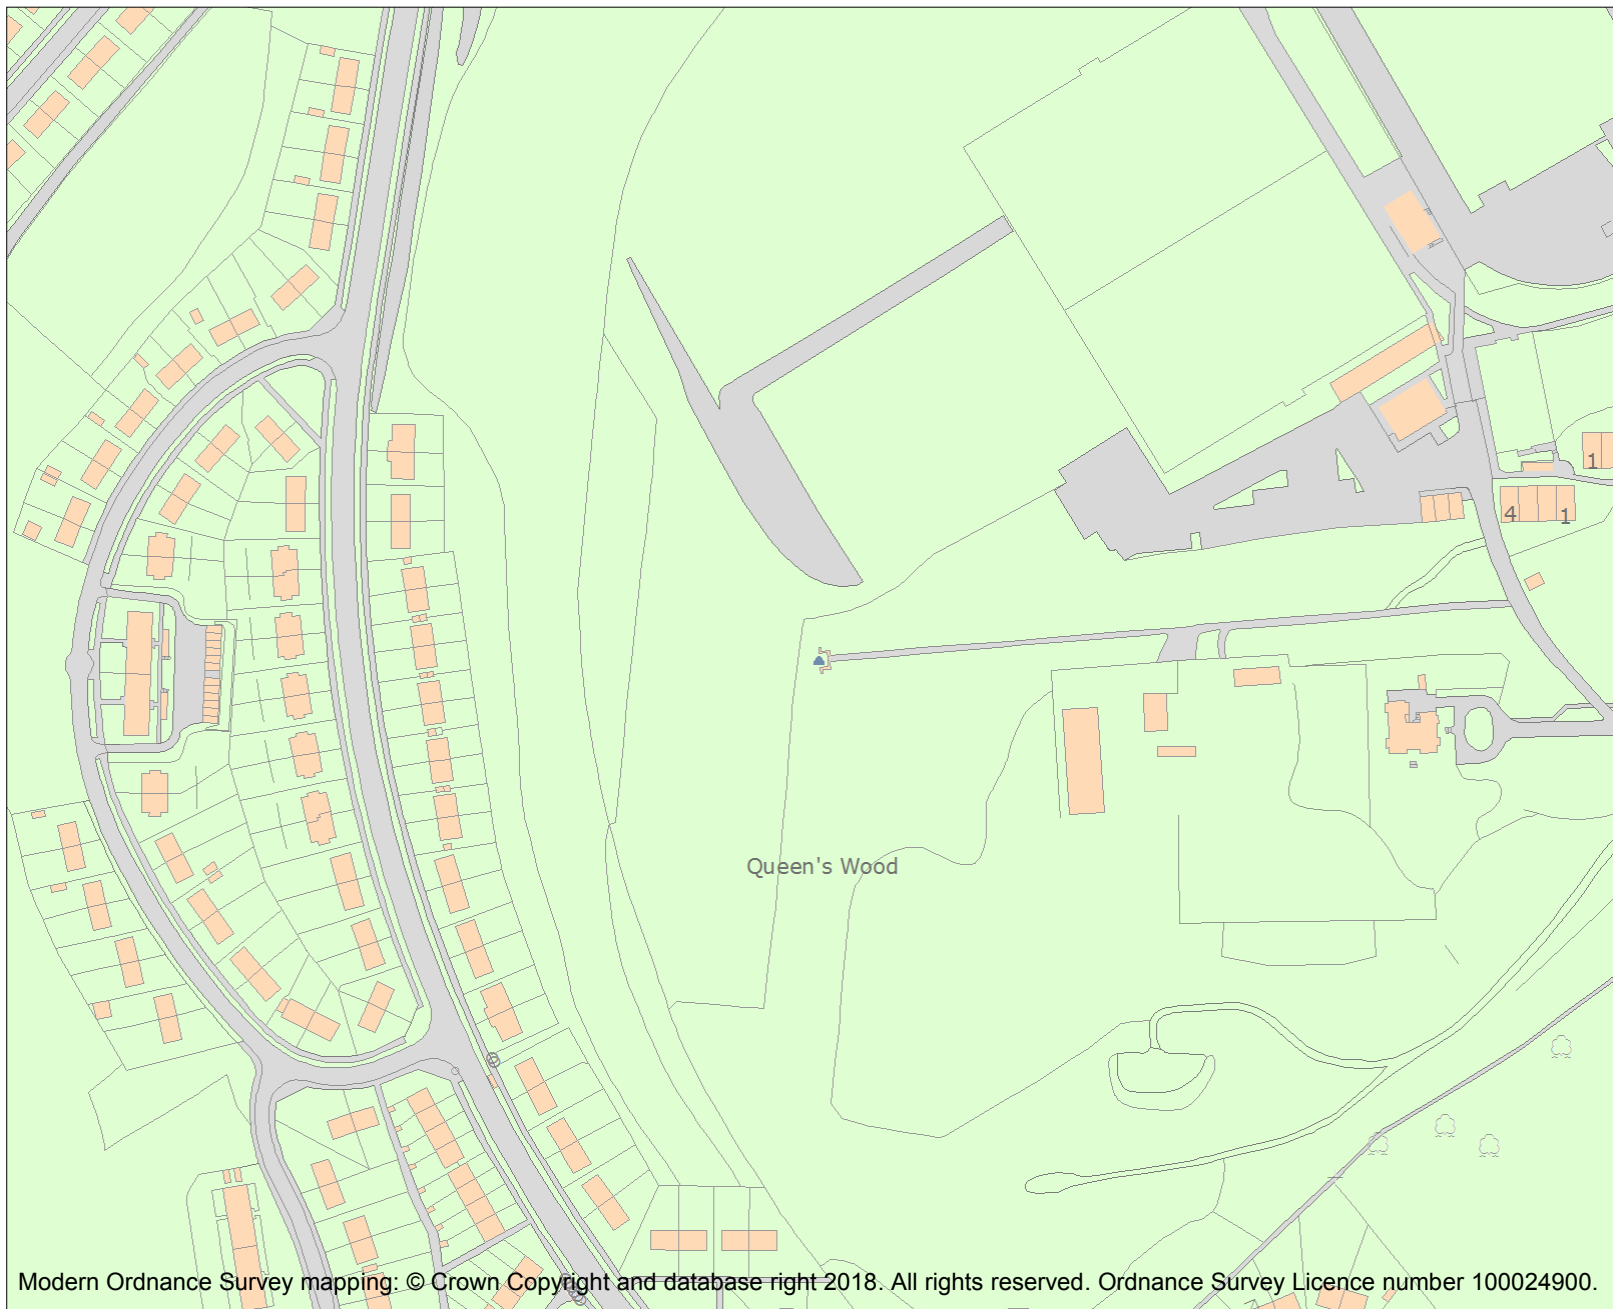 1
4
1
Queen's Wood
Modern Ordnance Survey mapping: © Crown Copyright and database right 2018. All rights reserved. Ordnance Survey Licence number 100024900.